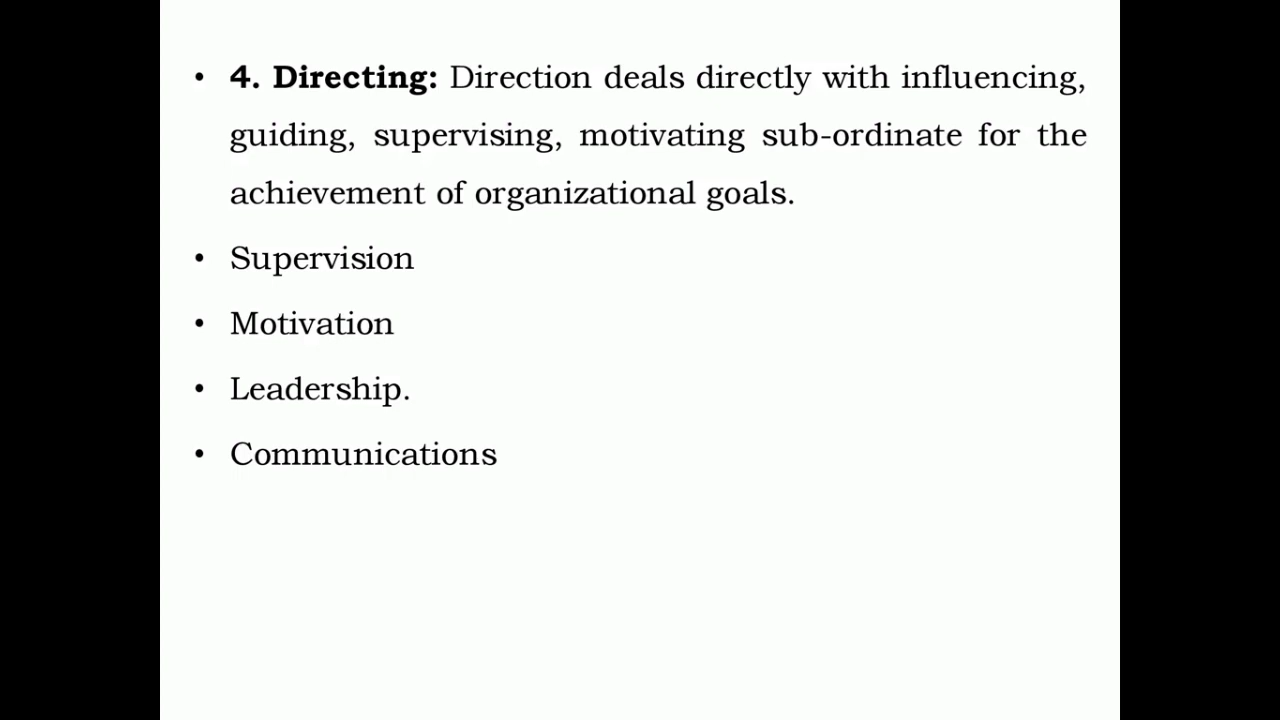 • 4. Directing: Direction deals directly with influencing,
guiding, supervising, motivating sub-ordinate for the
achievement of organizational goals.
• Supervision
• Motivation
• Leadership.
• Communications